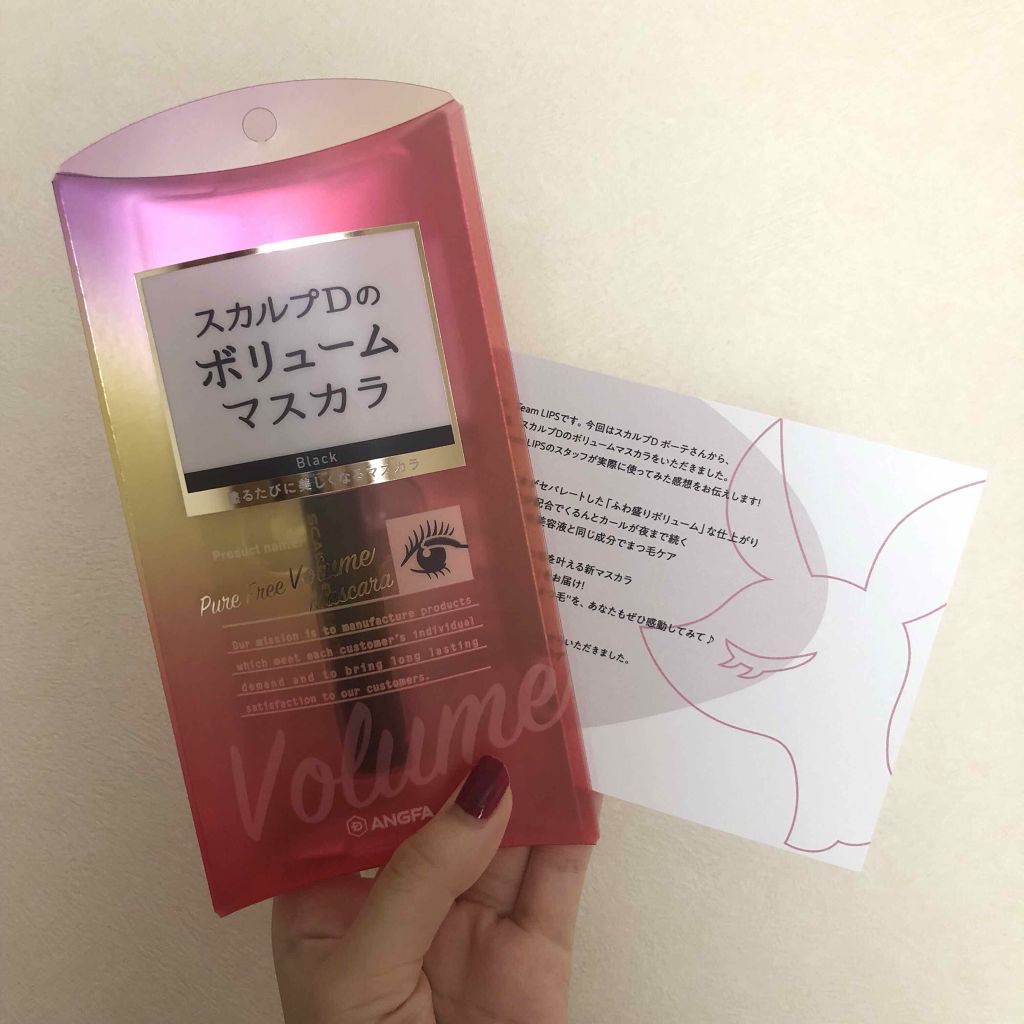 スカルプDの
ボリューム
マスカラ
Black
塗るたびに美しくなるマスカラ
Product name
Pure Free Volume
Mascara
Our mission is to manufacture products
which meet each customer's individual
demand and to bring long lasting
satisfaction to our customers.
Volume
ANGFA
Team LIPSです。今回はスカルプD ボーテさんから、
スカルプDのボリュームマスカラをいただきました。
LIPSのスタッフが実際に使ってみた感想をお伝えします!
セパレートした「ふわ盛りボリューム」な仕上がり
配合でくるんとカールが夜まで続く
美容液と同じ成分でまつ毛ケア
を叶える新マスカラ
お届け!
毛"を、あなたもぜひ感動してみて♪
いただきました。